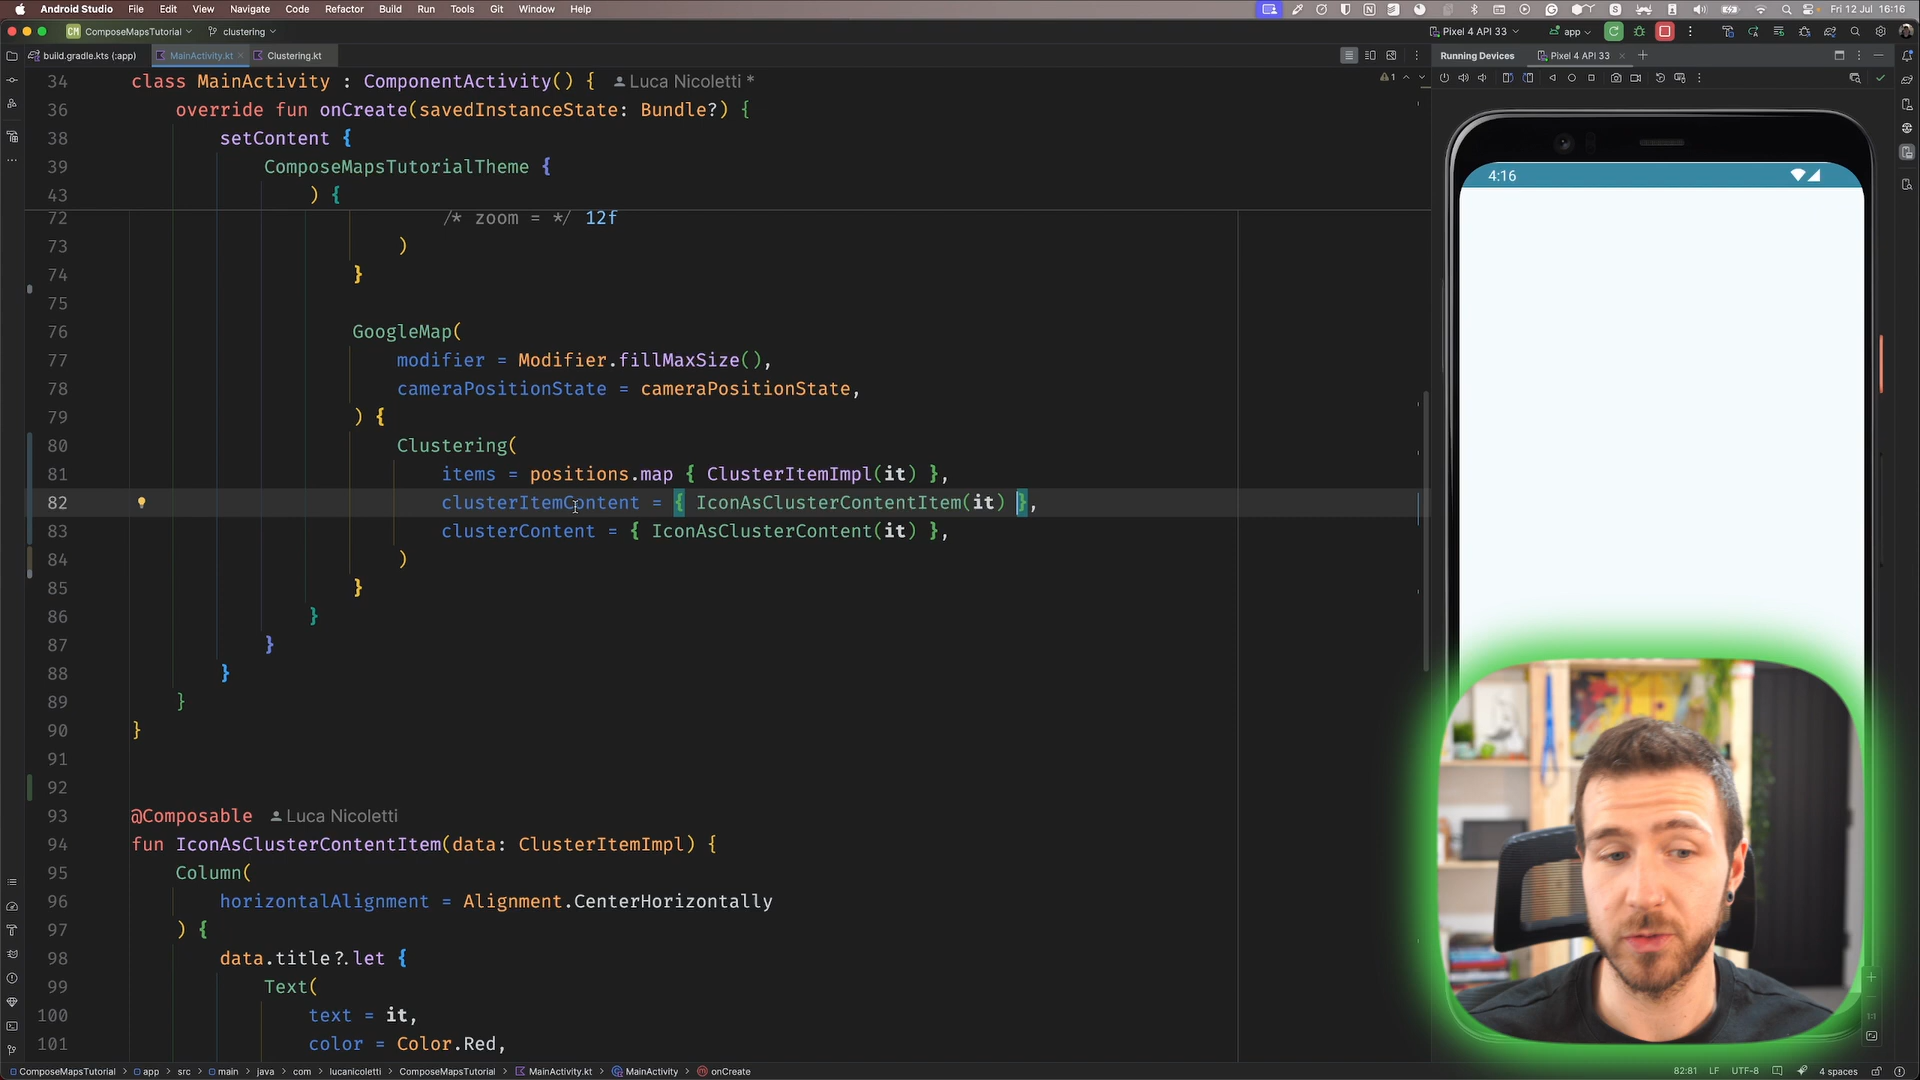 Android Studio File Edit View Navigate Code Refactor Build Run Tools Git Window Help Fri 12 Jul 16:16
CM ComposeMapsTutorial clustering Pixel 4 API 33 app
build.gradle.kts (:app) MainActivity.kt Clustering.kt Running Devices Pixel 4 API 33
34 class MainActivity : ComponentActivity() { Luca Nicoletti *
36 override fun onCreate(savedInstanceState: Bundle?) {
38 setContent {
39 ComposeMapsTutorialTheme {
43 ) {
72 /* zoom = */ 12f
73 )
74 }
75
76 GoogleMap(
77 modifier = Modifier.fillMaxSize(),
78 cameraPositionState = cameraPositionState,
79 ) {
80 Clustering(
81 items = positions.map { ClusterItemImpl(it) },
82 clusterItemContent = { IconAsClusterContentItem(it) },
83 clusterContent = { IconAsClusterContent(it) },
84 )
85 }
86 }
87 }
88 }
89 }
90 }
91
92
93 @Composable Luca Nicoletti
94 fun IconAsClusterContentItem(data: ClusterItemImpl) {
95 Column(
96 horizontalAlignment = Alignment.CenterHorizontally
97 ) {
98 data.title?.let {
99 Text(
100 text = it,
101 color = Color.Red,
1
4:16
1:1
ComposeMapsTutorial app src main java com lucanicoletti ComposeMapsTutorial MainActivity.kt MainActivity onCreate 82:81 LF UTF-8 4 spaces